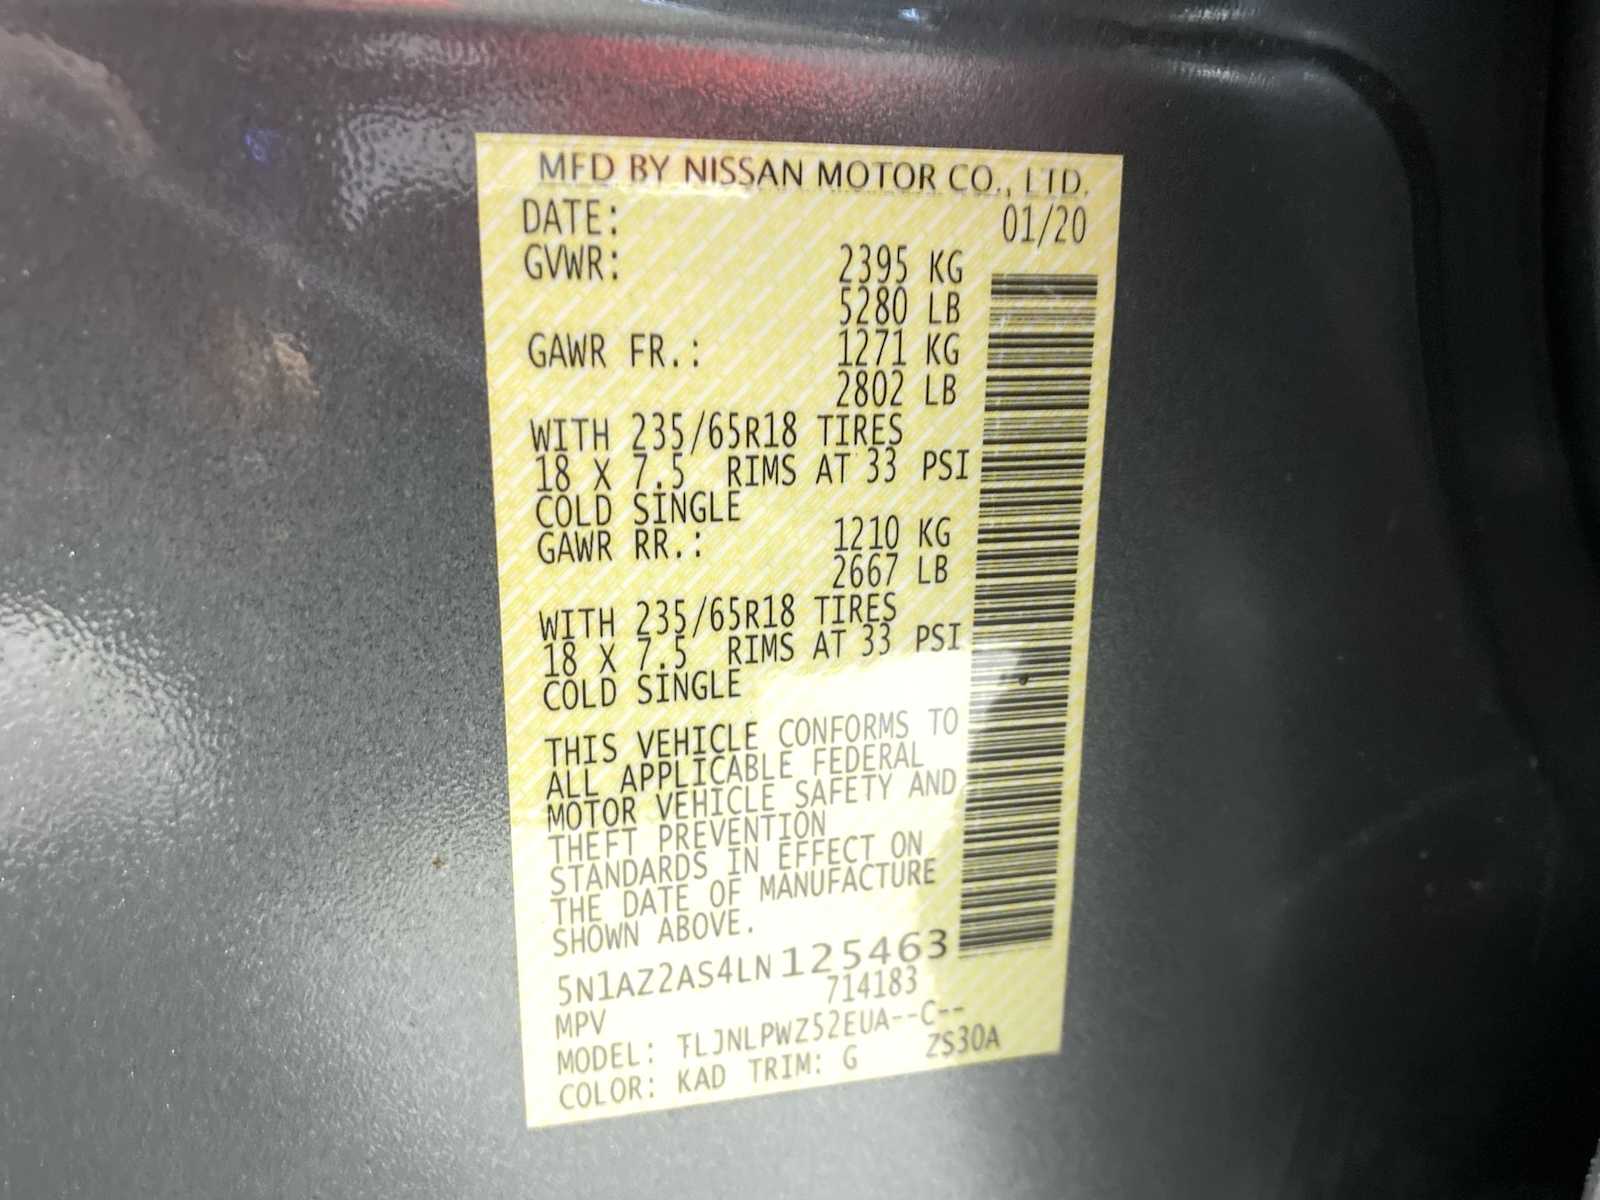 MFD BY NISSAN MOTOR CO., LTD.
DATE: 01/20
GVWR: 2395 KG
5280 LB
GAWR FR.: 1271 KG
2802 LB
WITH 235/65R18 TIRES
18 X 7.5 RIMS AT 33 PSI
COLD SINGLE
GAWR RR.: 1210 KG
2667 LB
WITH 235/65R18 TIRES
18 X 7.5 RIMS AT 33 PSI
COLD SINGLE
THIS VEHICLE CONFORMS TO
ALL APPLICABLE FEDERAL
MOTOR VEHICLE SAFETY AND
THEFT PREVENTION
STANDARDS IN EFFECT ON
THE DATE OF MANUFACTURE
SHOWN ABOVE.
5N1AZ2AS4LN125463
MPV 714183
MODEL: TLJNLPWZ52EUA--C--
COLOR: KAD TRIM: G ZS30A